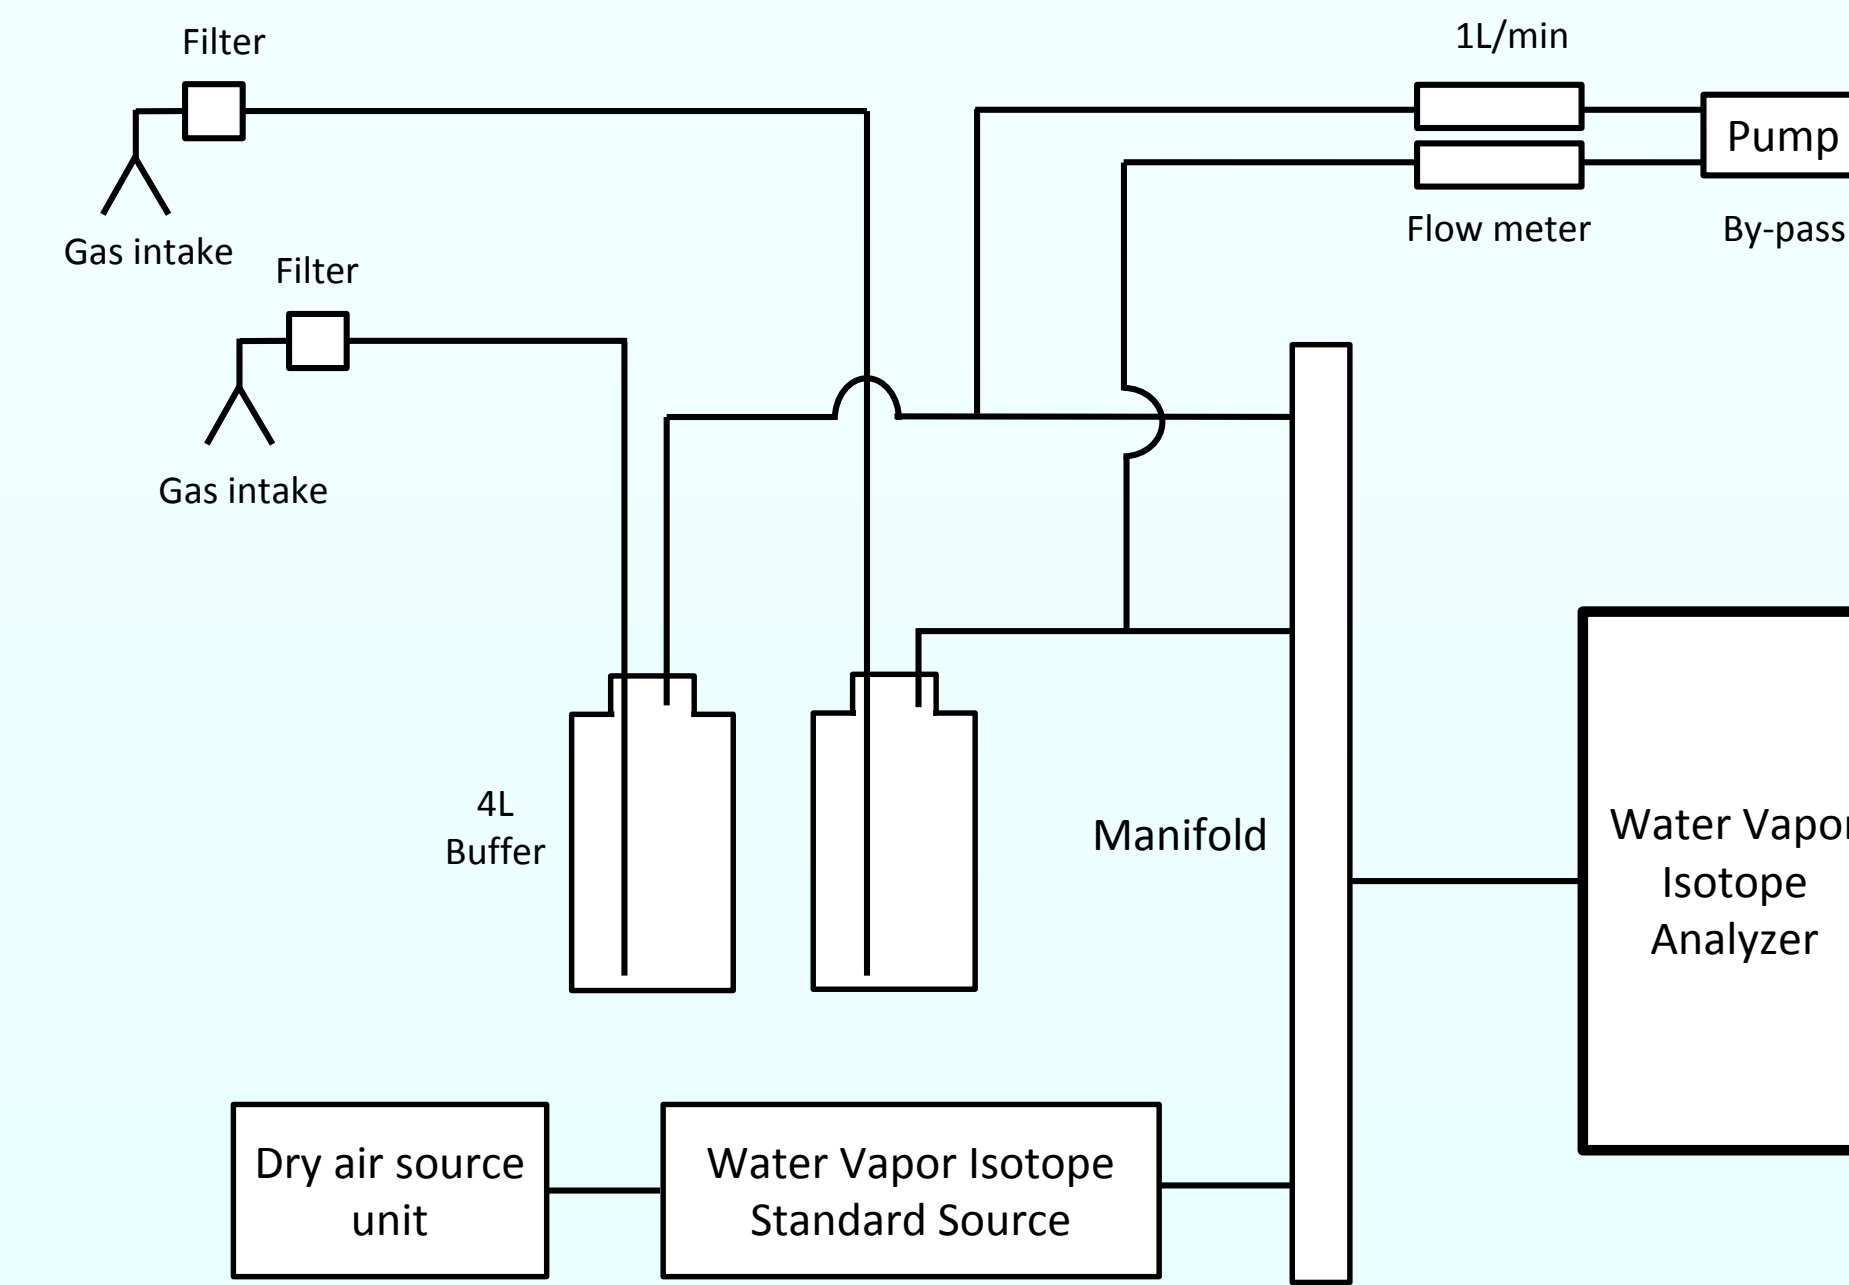 Filter
1L/min
Pump
Gas intake
Flow meter
By-pass
Filter
Gas intake
4L
Buffer
Manifold
Water Vapor
Isotope
Analyzer
Dry air source
unit
Water Vapor Isotope
Standard Source